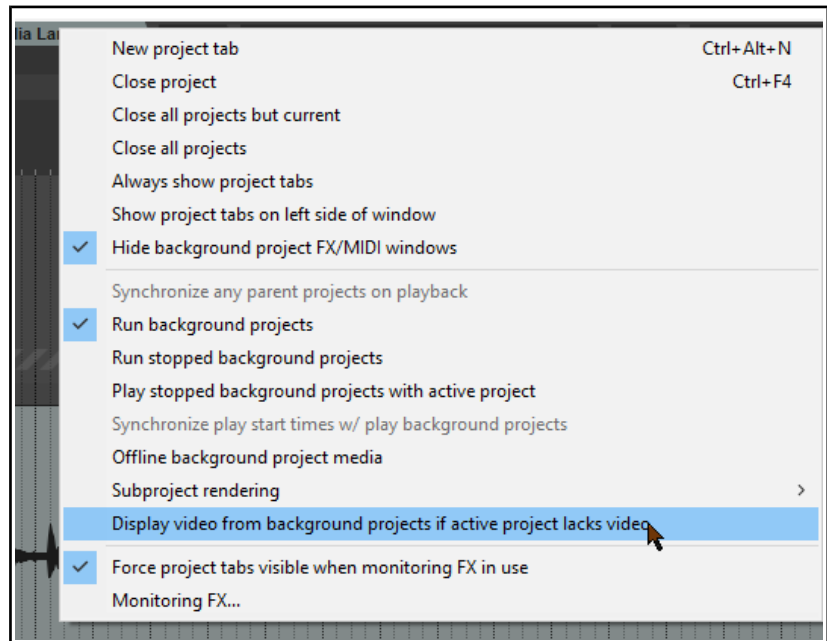 lia La
New project tab Ctrl+Alt+N
Close project Ctrl+F4
Close all projects but current
Close all projects
Always show project tabs
Show project tabs on left side of window
Hide background project FX/MIDI windows
Synchronize any parent projects on playback
Run background projects
Run stopped background projects
Play stopped background projects with active project
Synchronize play start times w/ play background projects
Offline background project media
Subproject rendering
Display video from background projects if active project lacks video
Force project tabs visible when monitoring FX in use
Monitoring FX...